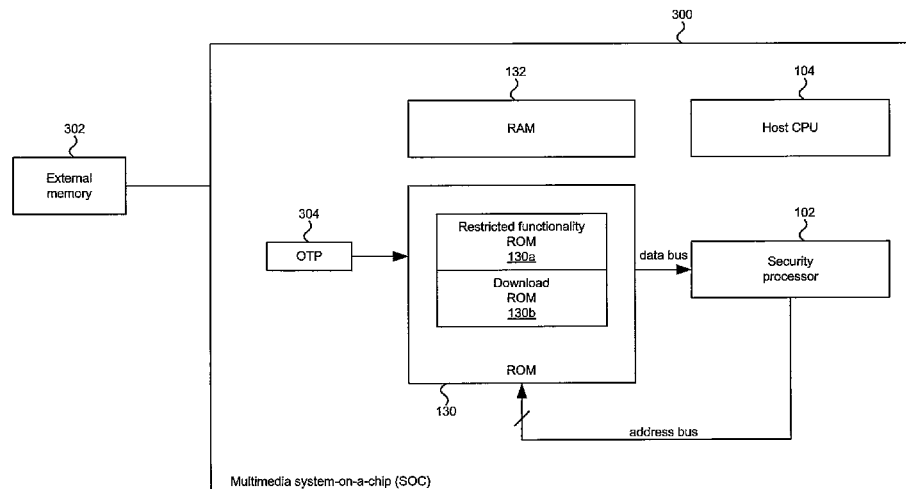 300
132
104
RAM
Host CPU
302
External
memory
304
OTP
Restricted functionality
ROM
130a
Download
ROM
130b
ROM
130
data bus
102
Security
processor
address bus
Multimedia system-on-a-chip (SOC)